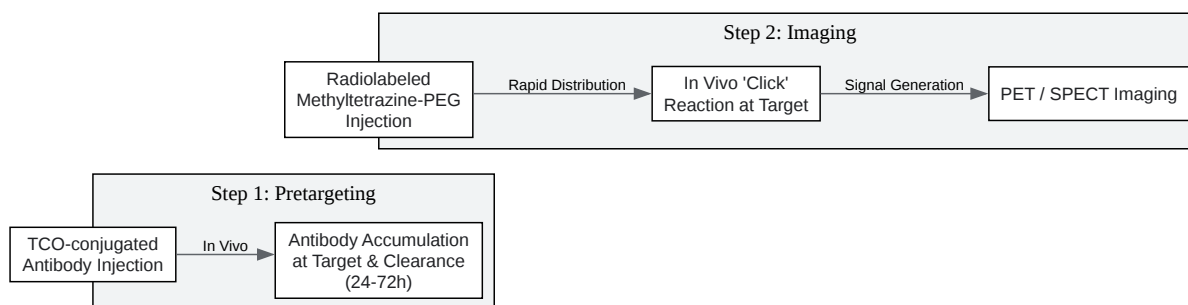 Step 2: Imaging
Radiolabeled
Methyltetrazine-PEG
Injection
Rapid Distribution
In Vivo 'Click'
Reaction at Target
Signal Generation
PET / SPECT Imaging
Step 1: Pretargeting
TCO-conjugated
Antibody Injection
In Vivo
Antibody Accumulation
at Target & Clearance
(24-72h)